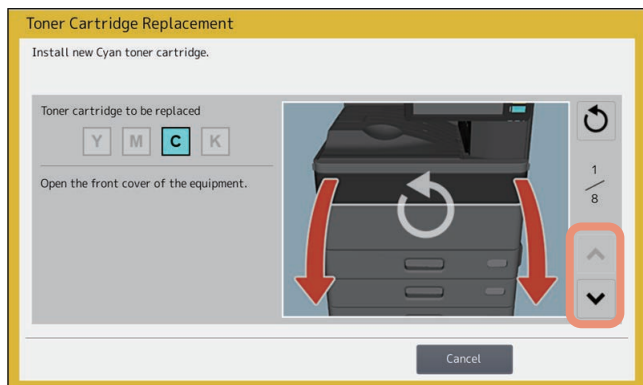 Toner Cartridge Replacement
Install new Cyan toner cartridge.
Toner cartridge to be replaced
Y M C K
Open the front cover of the equipment.
1
8
Cancel